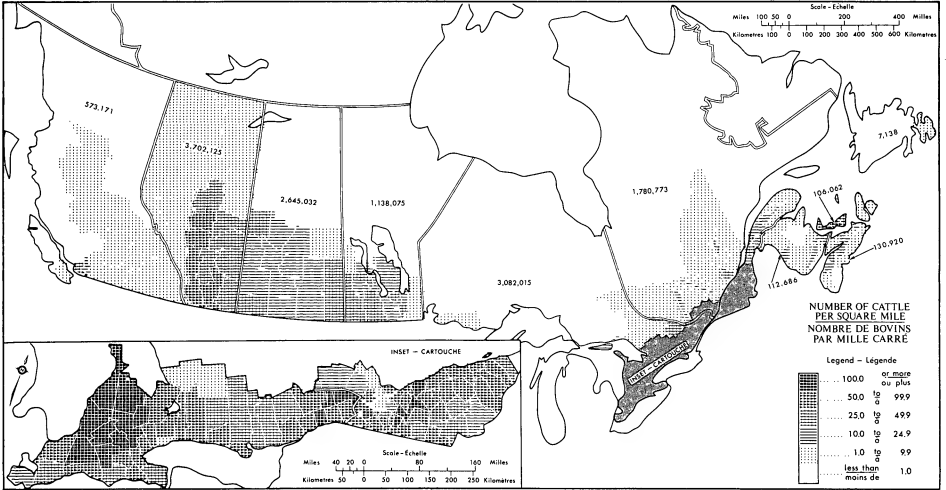 Scale - Echelle
Miles 100 50 0 200 400 Milles
Kilometres 100 0 100 200 300 400 500 600 Kilomètres
573,171
3,702,125
2,645,032
1,138,075
3,082,015
1,780,773
7,138
106,062
130,920
112,686
INSET – CARTOUCHE
NUMBER OF CATTLE
PER SQUARE MILE
NOMBRE DE BOVINS
PAR MILLE CARRÉ
Legend – Légende
..... 100.0 or more
ou plus
..... 50.0 to
à 99.9
..... 25.0 to
à 49.9
..... 10.0 to
à 24.9
..... 1.0 to
à 9.9
..... less than
moins de 1.0
INSET – CARTOUCHE
Scale - Échelle
Miles 40 20 0 80 160 Milles
Kilometres 50 0 50 100 150 200 250 Kilomètres